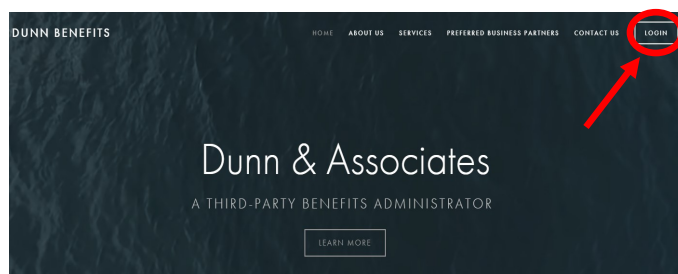 DUNN BENEFITS
HOME ABOUT US SERVICES PREFERRED BUSINESS PARTNERS CONTACT US LOGIN
Dunn & Associates
A THIRD-PARTY BENEFITS ADMINISTRATOR
LEARN MORE